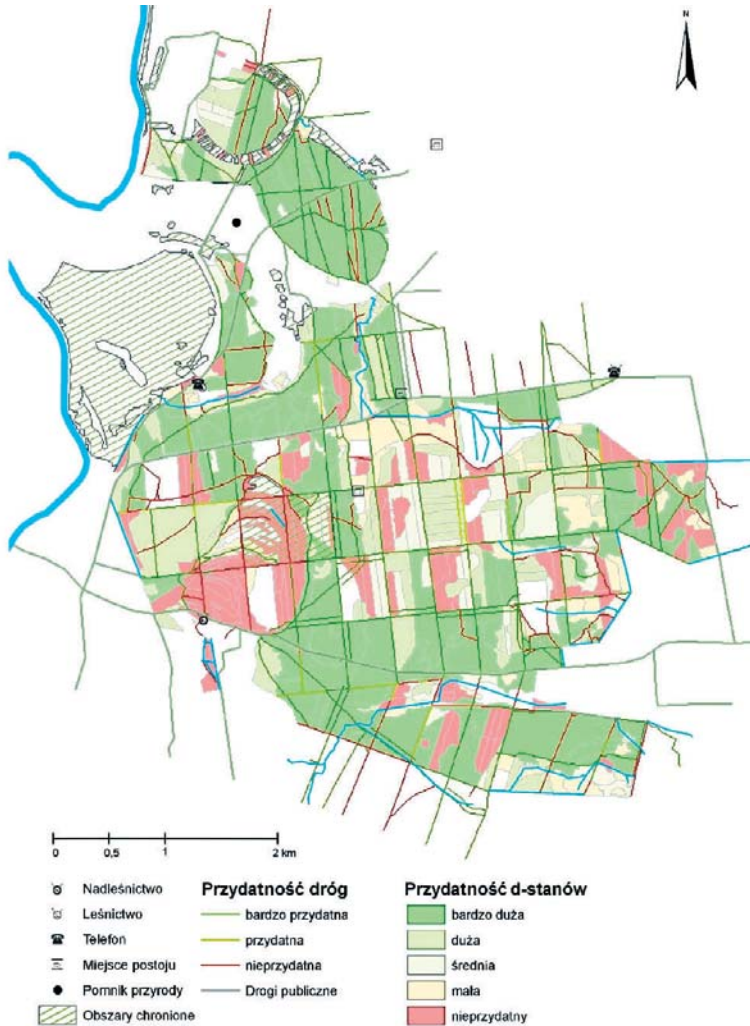 N
0 0,5 1 2 km
Nadleśnictwo
Leśnictwo
Telefon
Miejsce postoju
Pomnik przyrody
Obszary chronione
Przydatność dróg
bardzo przydatna
przydatna
nieprzydatna
Drogi publiczne
Przydatność d-stanów
bardzo duża
duża
średnia
mała
nieprzydatny